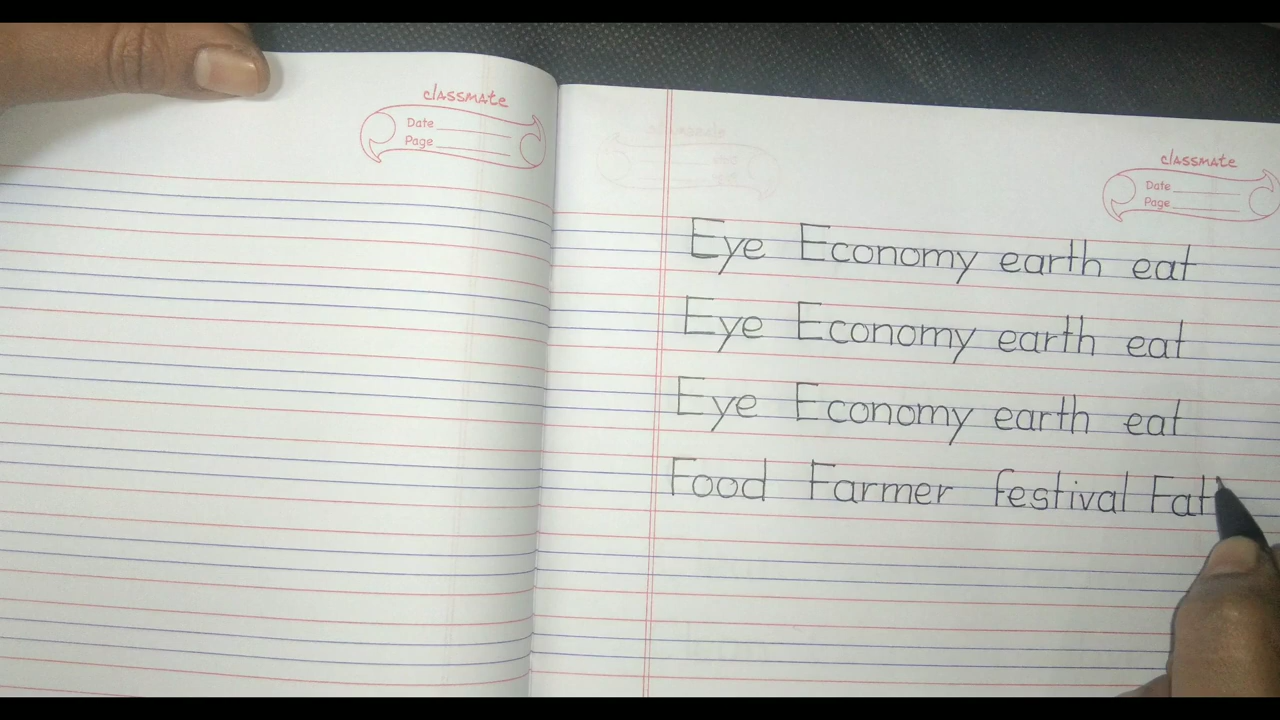 classmate
Date
Page
classmate
Date
Page
Eye Economy earth eat
Eye Economy earth eat
Eye Economy earth eat
Food Farmer festival Fat